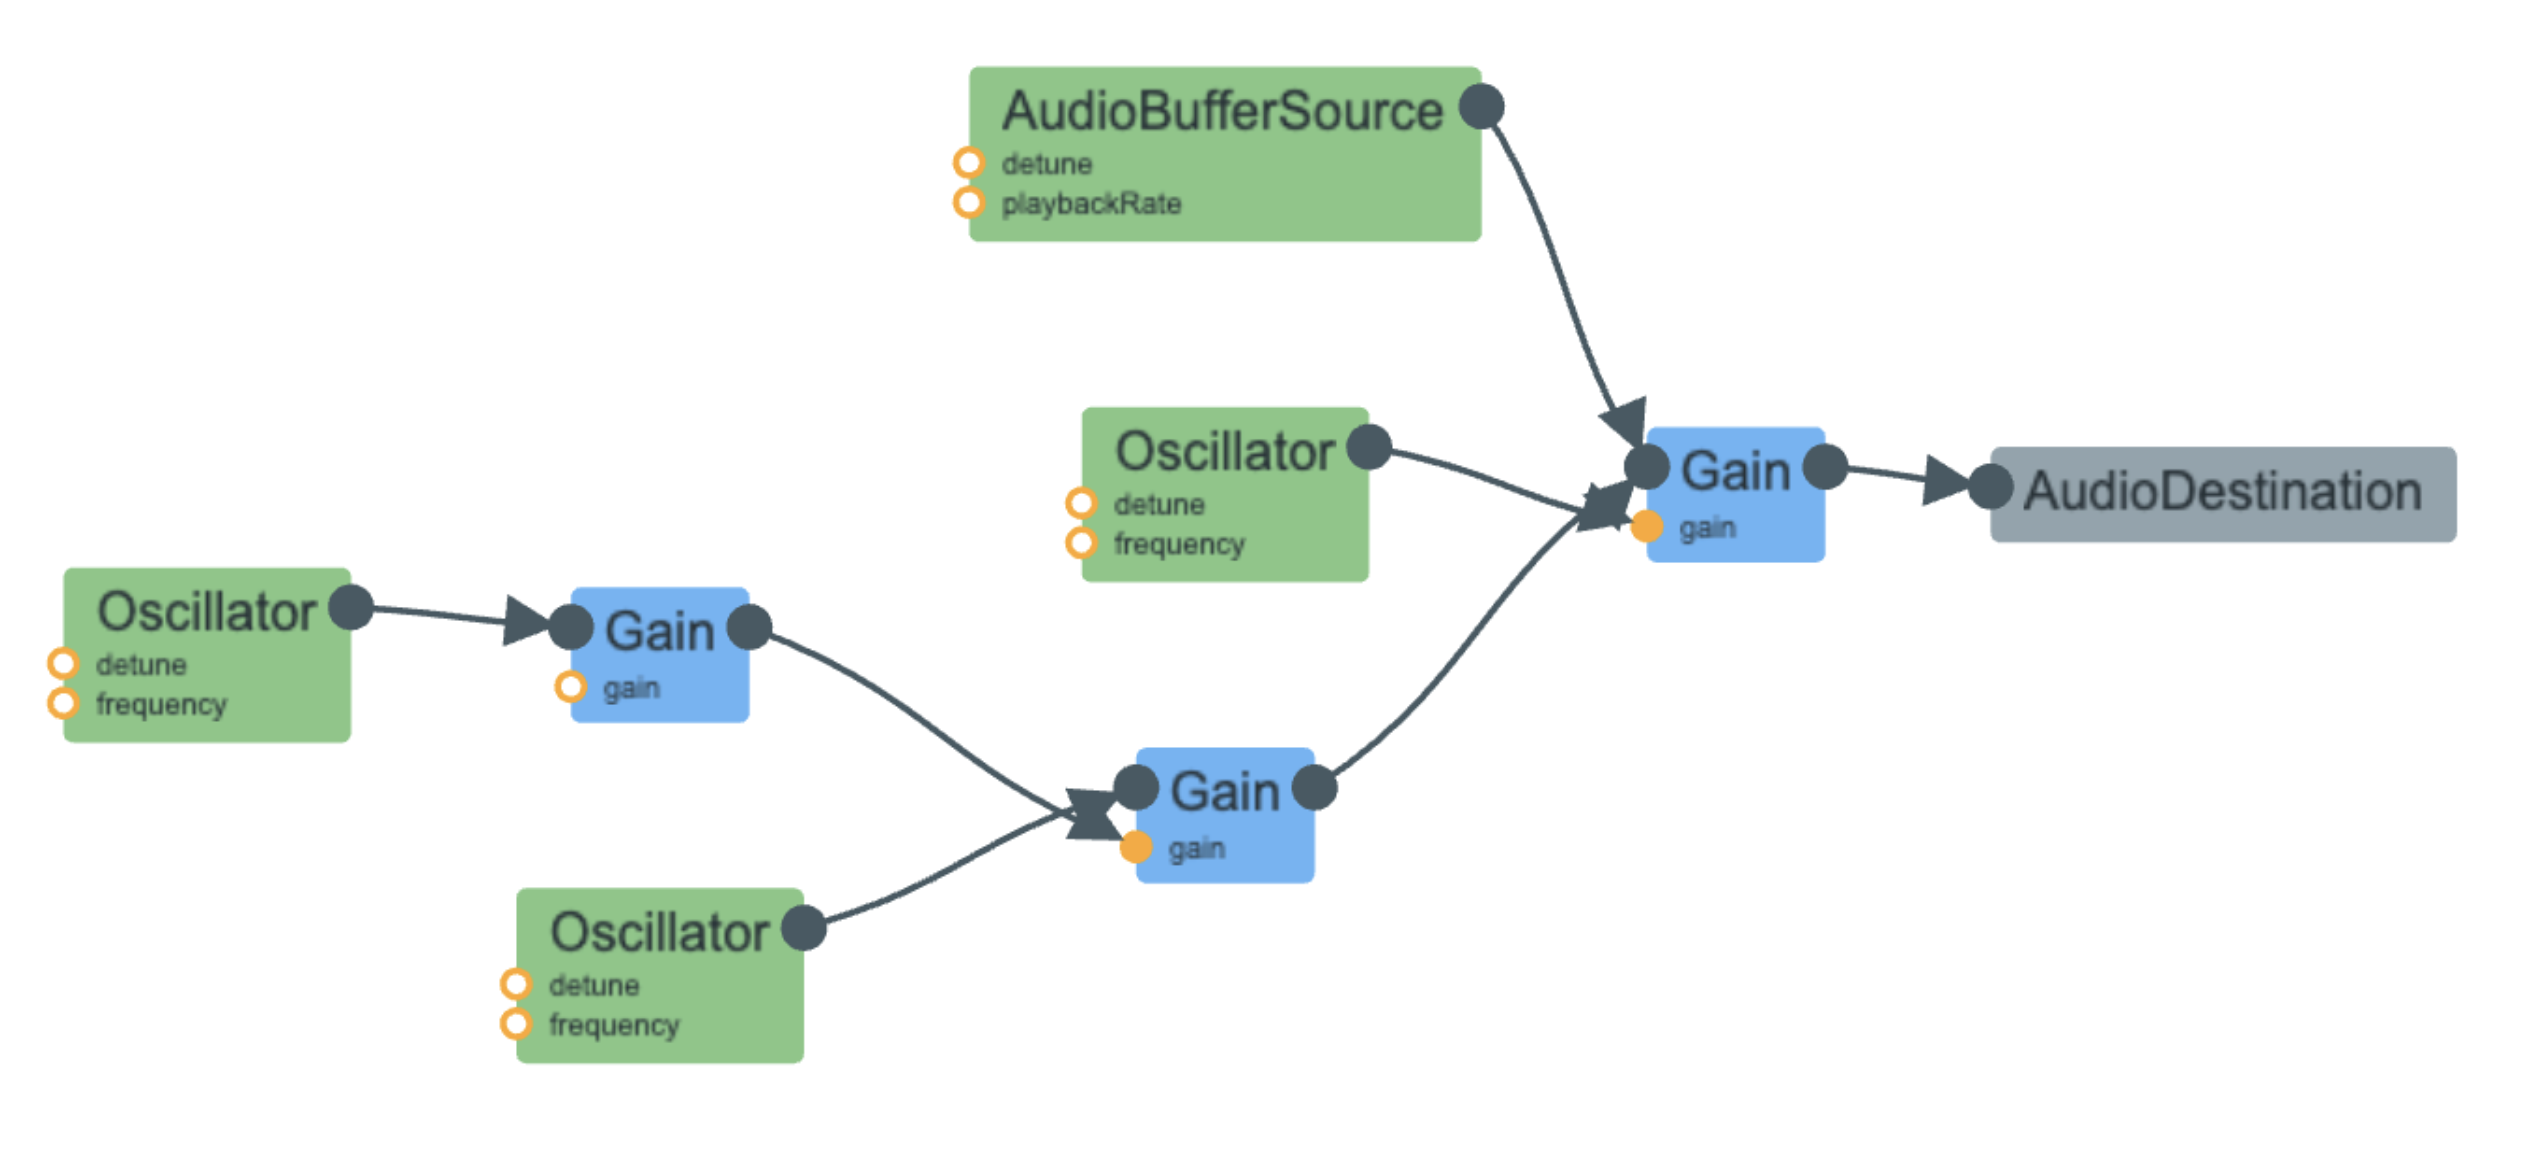 AudioBufferSource
detune
playbackRate
Oscillator
detune
frequency
Gain
gain
AudioDestination
Oscillator
detune
frequency
Gain
gain
Gain
gain
Oscillator
detune
frequency